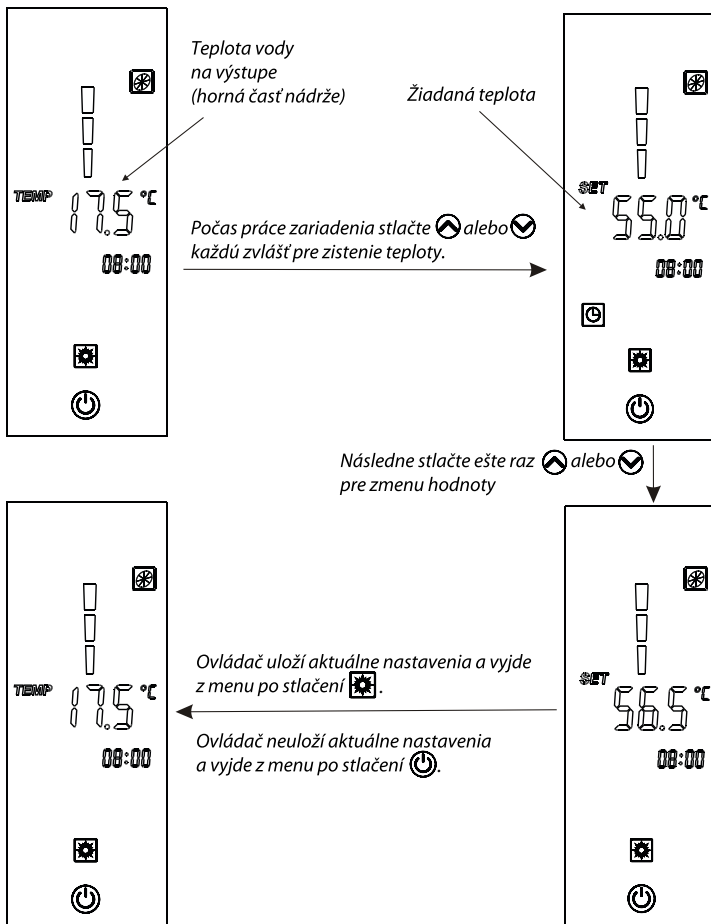 Teplota vody
na výstupe
(horná časť nádrže)
Žiadaná teplota
TEMP 17.5 °C
08:00
SET 55.0 °C
08:00
Počas práce zariadenia stlačte alebo
každú zvlášť pre zistenie teploty.
Následne stlačte ešte raz alebo
pre zmenu hodnoty
TEMP 17.5 °C
08:00
Ovládač uloží aktuálne nastavenia a vyjde
z menu po stlačení .
Ovládač neuloží aktuálne nastavenia
a vyjde z menu po stlačení .
SET 56.5 °C
08:00